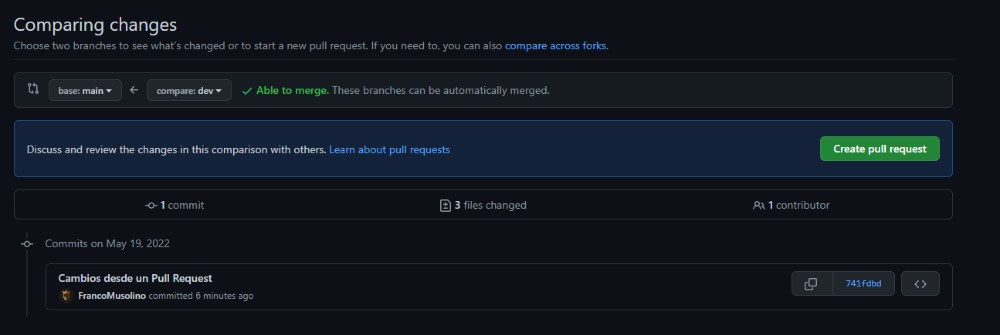 Comparing changes
Choose two branches to see what's changed or to start a new pull request. If you need to, you can also compare across forks.
base: main compare: dev Able to merge. These branches can be automatically merged.
Discuss and review the changes in this comparison with others. Learn about pull requests Create pull request
1 commit 3 files changed 1 contributor
Commits on May 19, 2022
Cambios desde un Pull Request
FrancoMusolino committed 6 minutes ago 741fdbd